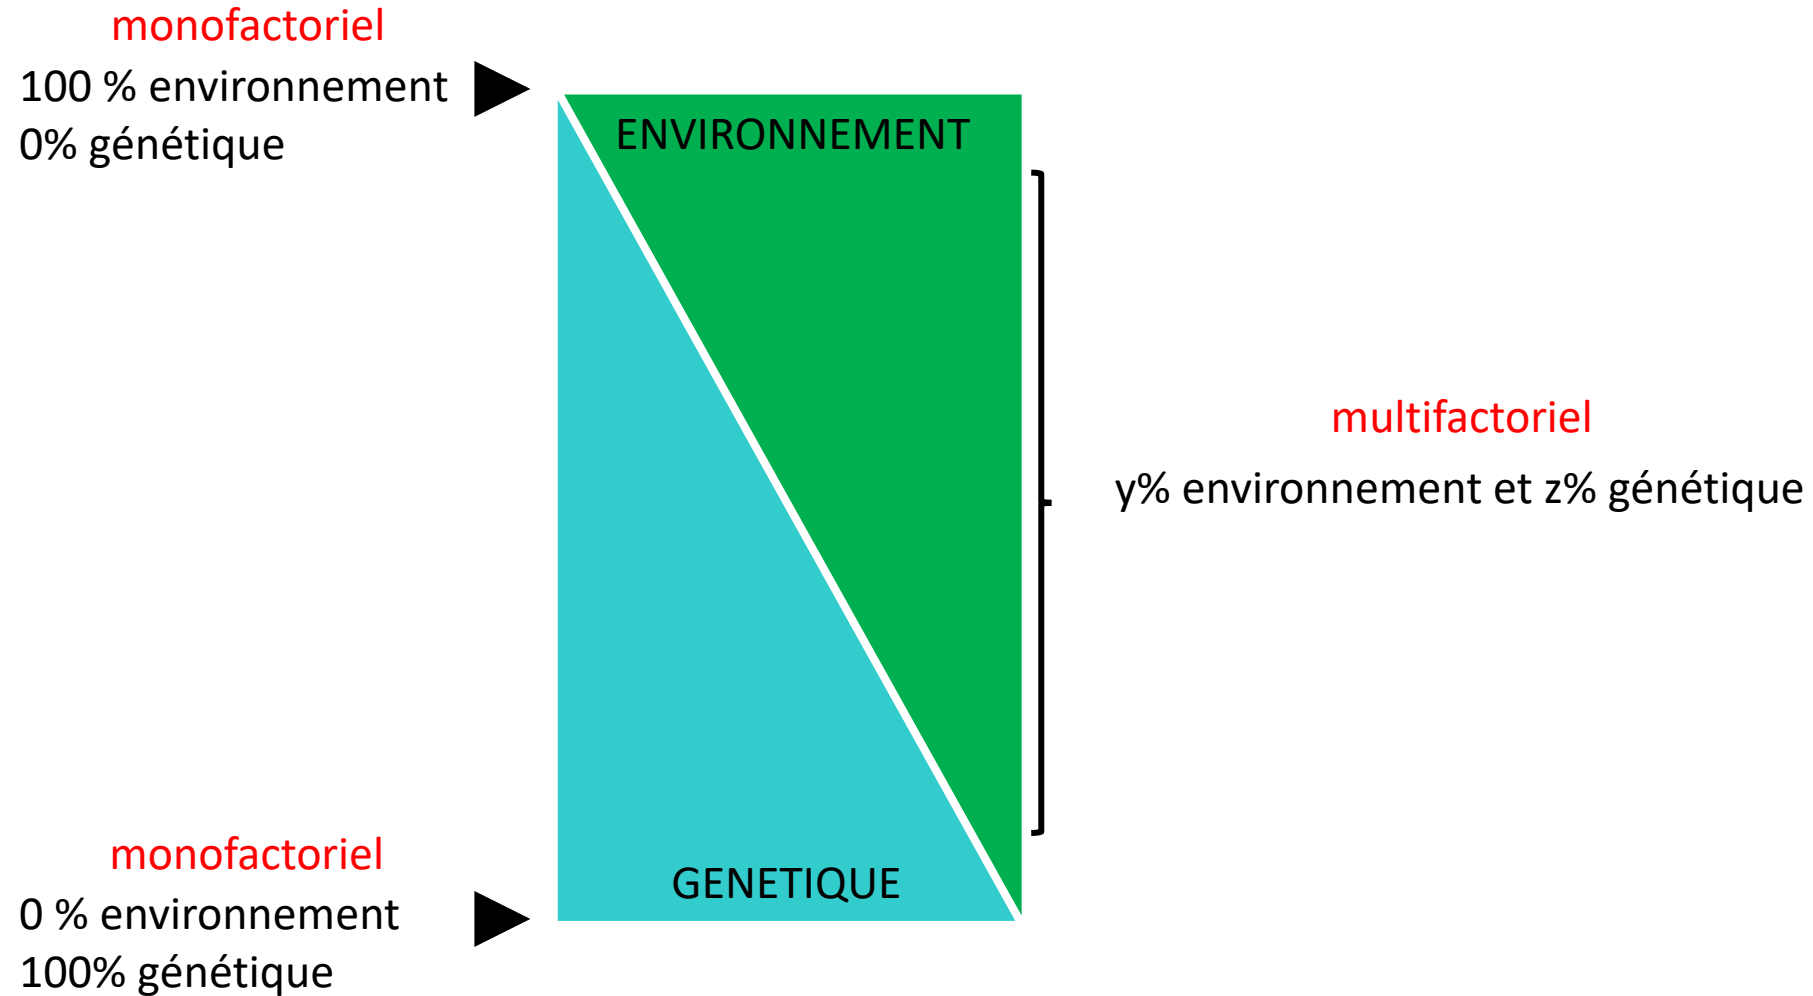 monofactoriel
100 % environnement
0% génétique
ENVIRONNEMENT
multifactoriel
y% environnement et z% génétique
monofactoriel
0 % environnement
100% génétique
GENETIQUE